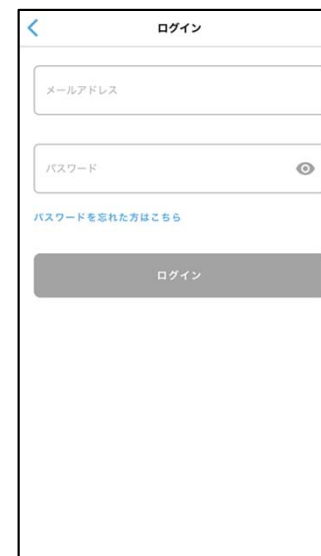 ログイン
メールアドレス
パスワード
パスワードを忘れた方はこちら
ログイン